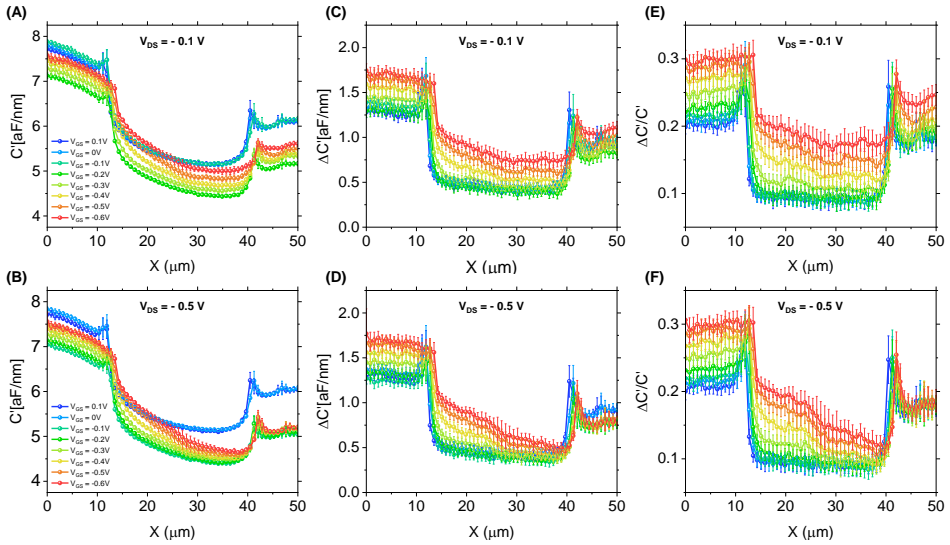 (A)
V_DS = - 0.1 V
8
7
6
5
4
C'[aF/nm]
V_GS = 0.1V
V_GS = 0V
V_GS = -0.1V
V_GS = -0.2V
V_GS = -0.3V
V_GS = -0.4V
V_GS = -0.5V
V_GS = -0.6V
0 10 20 30 40 50
X (μm)
(C)
V_DS = - 0.1 V
2.0
1.5
1.0
0.5
0.0
ΔC'[aF/nm]
0 10 20 30 40 50
X (μm)
(E)
V_DS = - 0.1 V
0.3
0.2
0.1
ΔC'/C'
0 10 20 30 40 50
X (μm)
(B)
V_DS = - 0.5 V
8
7
6
5
4
C'[aF/nm]
V_GS = 0.1V
V_GS = 0V
V_GS = -0.1V
V_GS = -0.2V
V_GS = -0.3V
V_GS = -0.4V
V_GS = -0.5V
V_GS = -0.6V
0 10 20 30 40 50
X (μm)
(D)
V_DS = - 0.5 V
2.0
1.5
1.0
0.5
0.0
ΔC'[aF/nm]
0 10 20 30 40 50
X (μm)
(F)
V_DS = - 0.5 V
0.3
0.2
0.1
ΔC'/C'
0 10 20 30 40 50
X (μm)